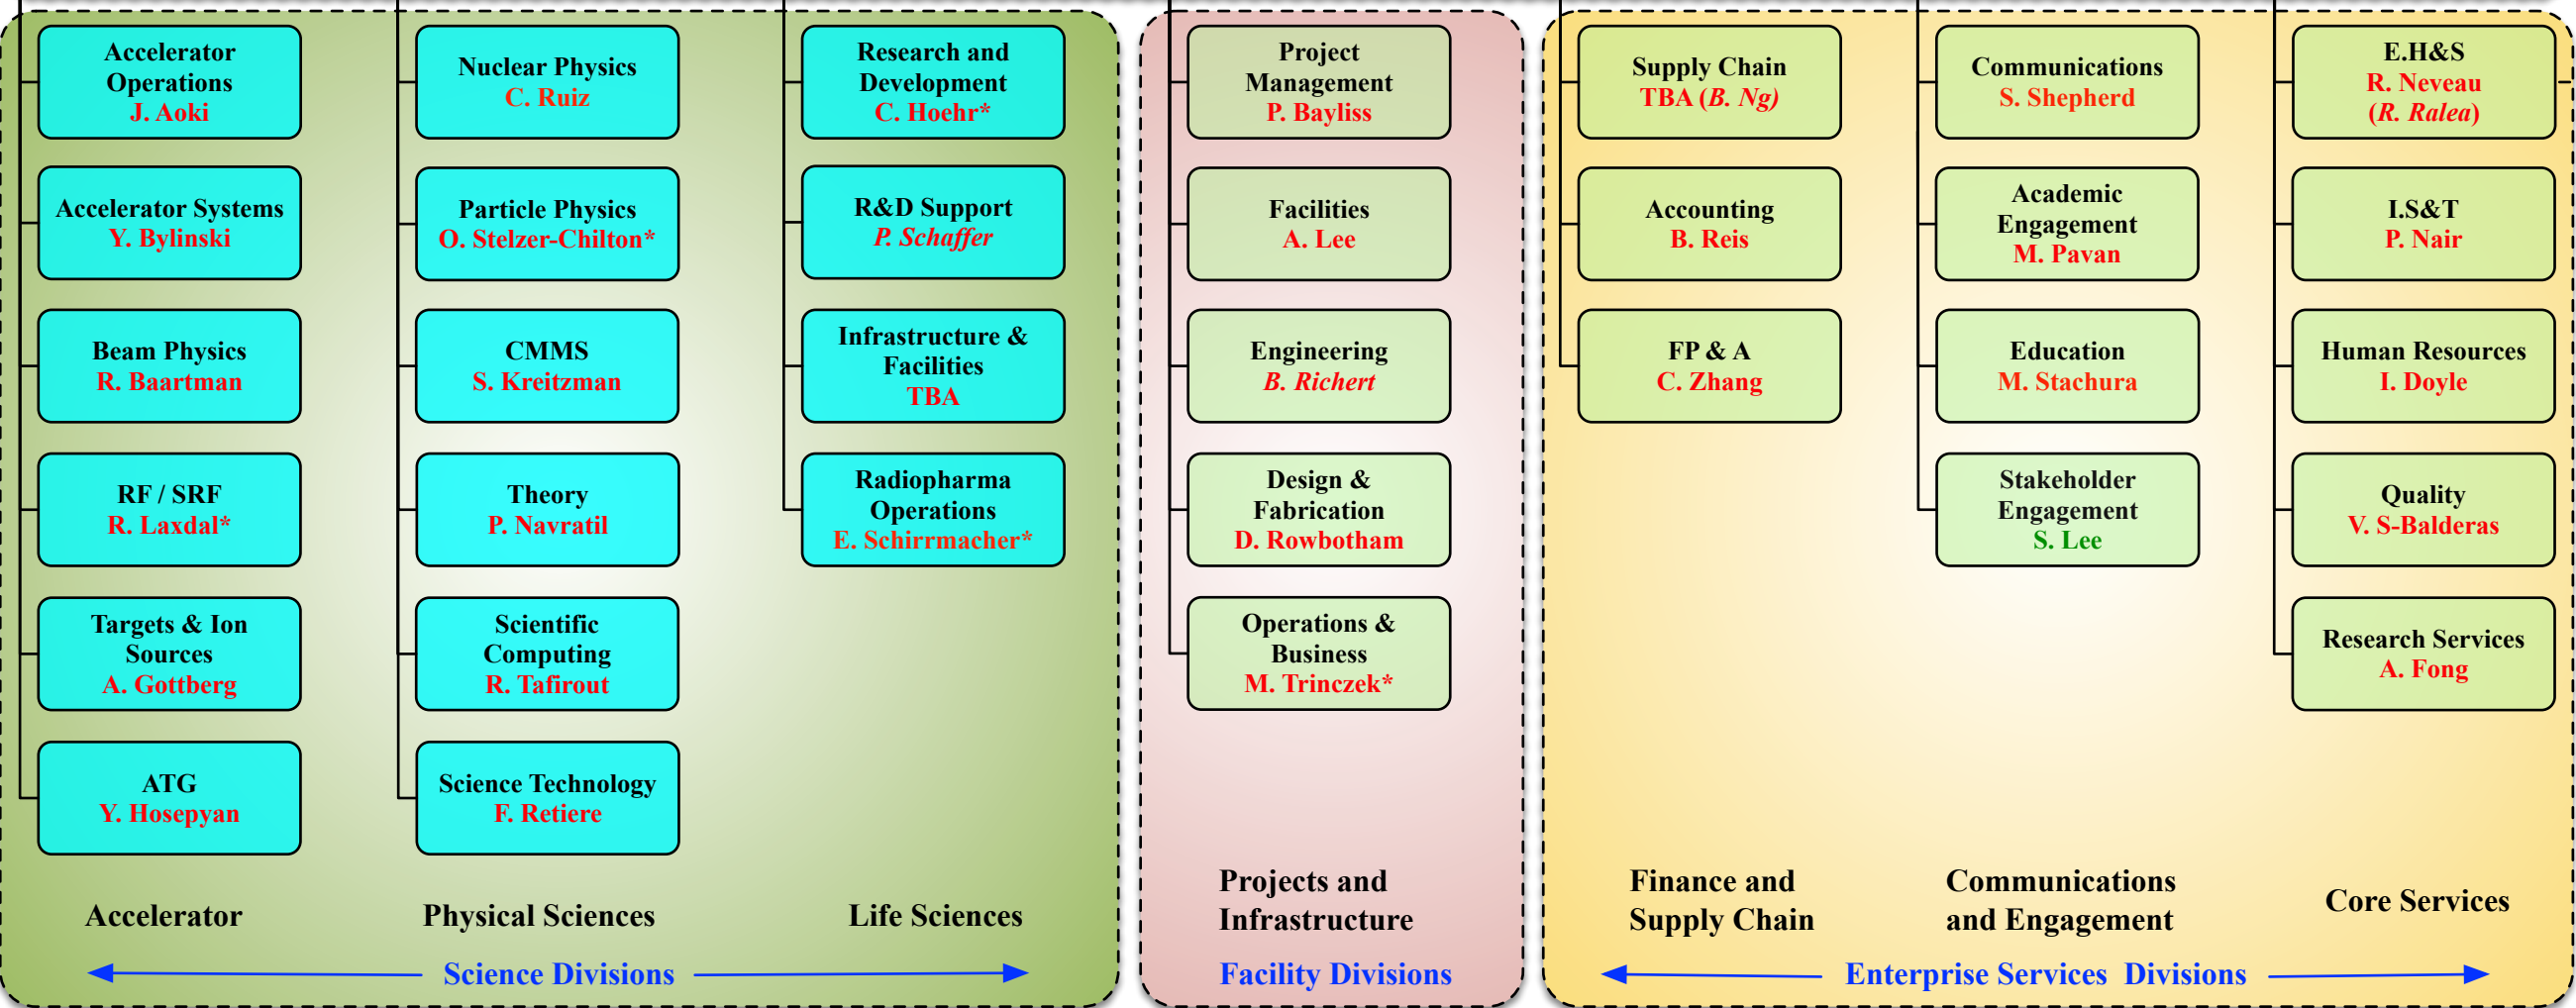 Accelerator
Operations
J. Aoki
Accelerator Systems
Y. Bylinski
Beam Physics
R. Baartman
RF / SRF
R. Laxdal*
Targets & Ion
Sources
A. Gottberg
ATG
Y. Hosepyan
Accelerator
Nuclear Physics
C. Ruiz
Particle Physics
O. Stelzer-Chilton*
CMMS
S. Kreitzman
Theory
P. Navratil
Scientific
Computing
R. Tafirout
Science Technology
F. Retiere
Physical Sciences
Research and
Development
C. Hoehr*
R&D Support
P. Schaffer
Infrastructure &
Facilities
TBA
Radiopharma
Operations
E. Schirrmacher*
Life Sciences
Science Divisions
Project
Management
P. Bayliss
Facilities
A. Lee
Engineering
B. Richert
Design &
Fabrication
D. Rowbotham
Operations &
Business
M. Trinczek*
Projects and
Infrastructure
Facility Divisions
Supply Chain
TBA (B. Ng)
Accounting
B. Reis
FP & A
C. Zhang
Finance and
Supply Chain
Communications
S. Shepherd
Academic
Engagement
M. Pavan
Education
M. Stachura
Stakeholder
Engagement
S. Lee
Communications
and Engagement
E.H&S
R. Neveau
(R. Ralea)
I.S&T
P. Nair
Human Resources
I. Doyle
Quality
V. S-Balderas
Research Services
A. Fong
Core Services
Enterprise Services  Divisions